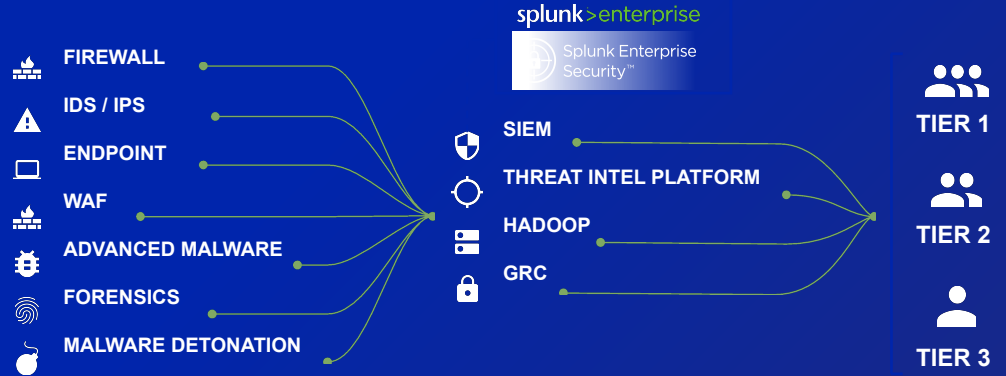 splunk>enterprise
Splunk Enterprise
Security™
FIREWALL
IDS / IPS
ENDPOINT
WAF
ADVANCED MALWARE
FORENSICS
MALWARE DETONATION
SIEM
THREAT INTEL PLATFORM
HADOOP
GRC
TIER 1
TIER 2
TIER 3